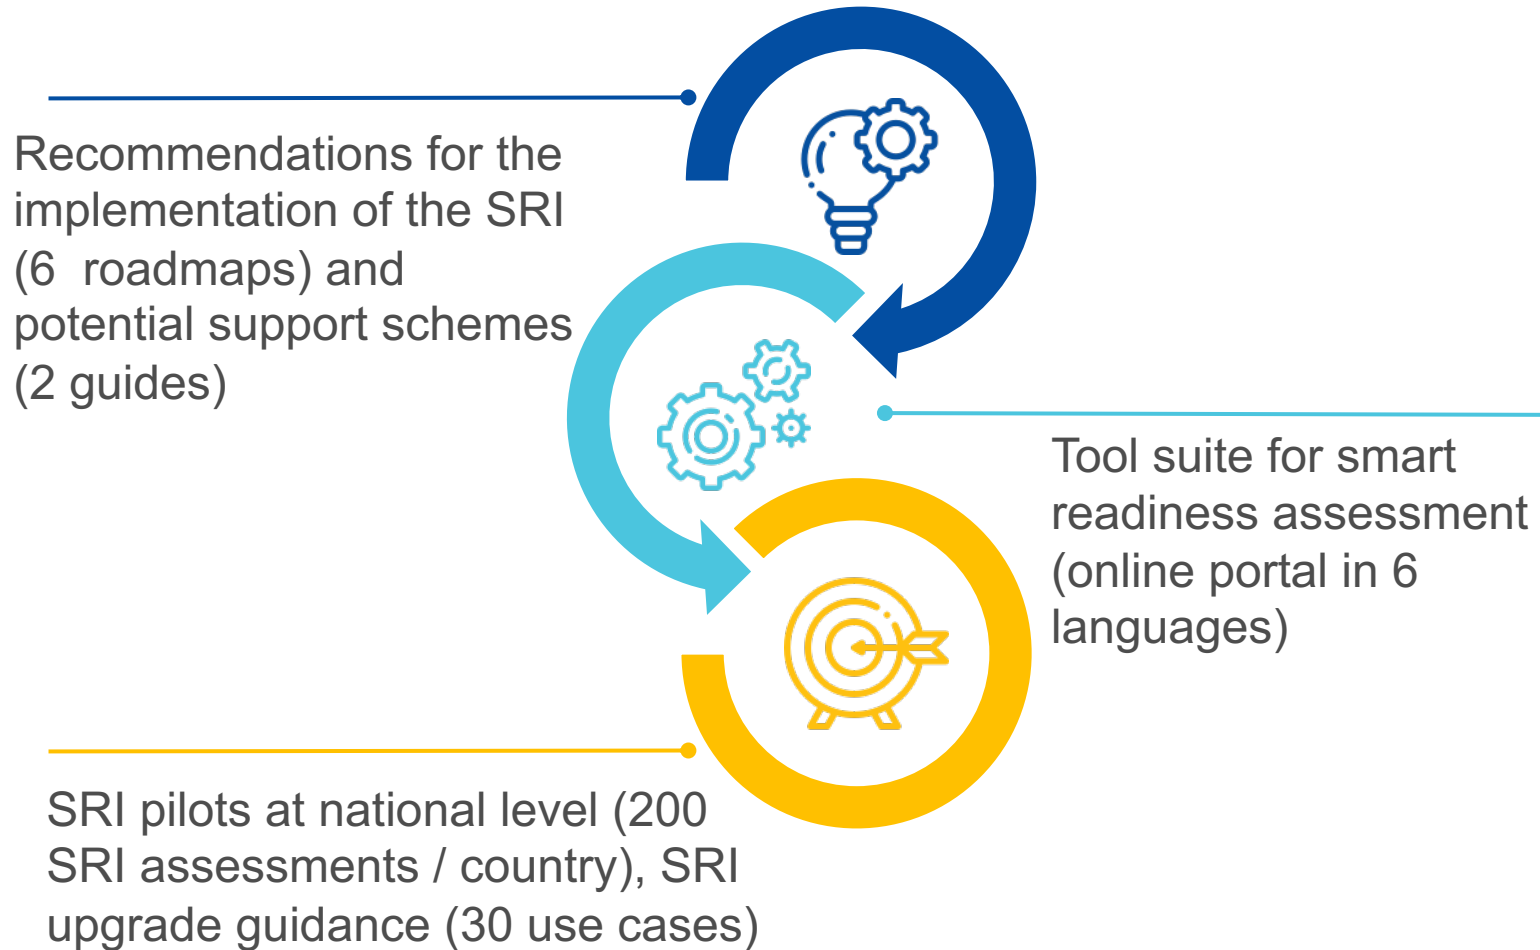 Recommendations for the
implementation of the SRI
(6 roadmaps) and
potential support schemes
(2 guides)
Tool suite for smart
readiness assessment
(online portal in 6
languages)
SRI pilots at national level (200
SRI assessments / country), SRI
upgrade guidance (30 use cases)